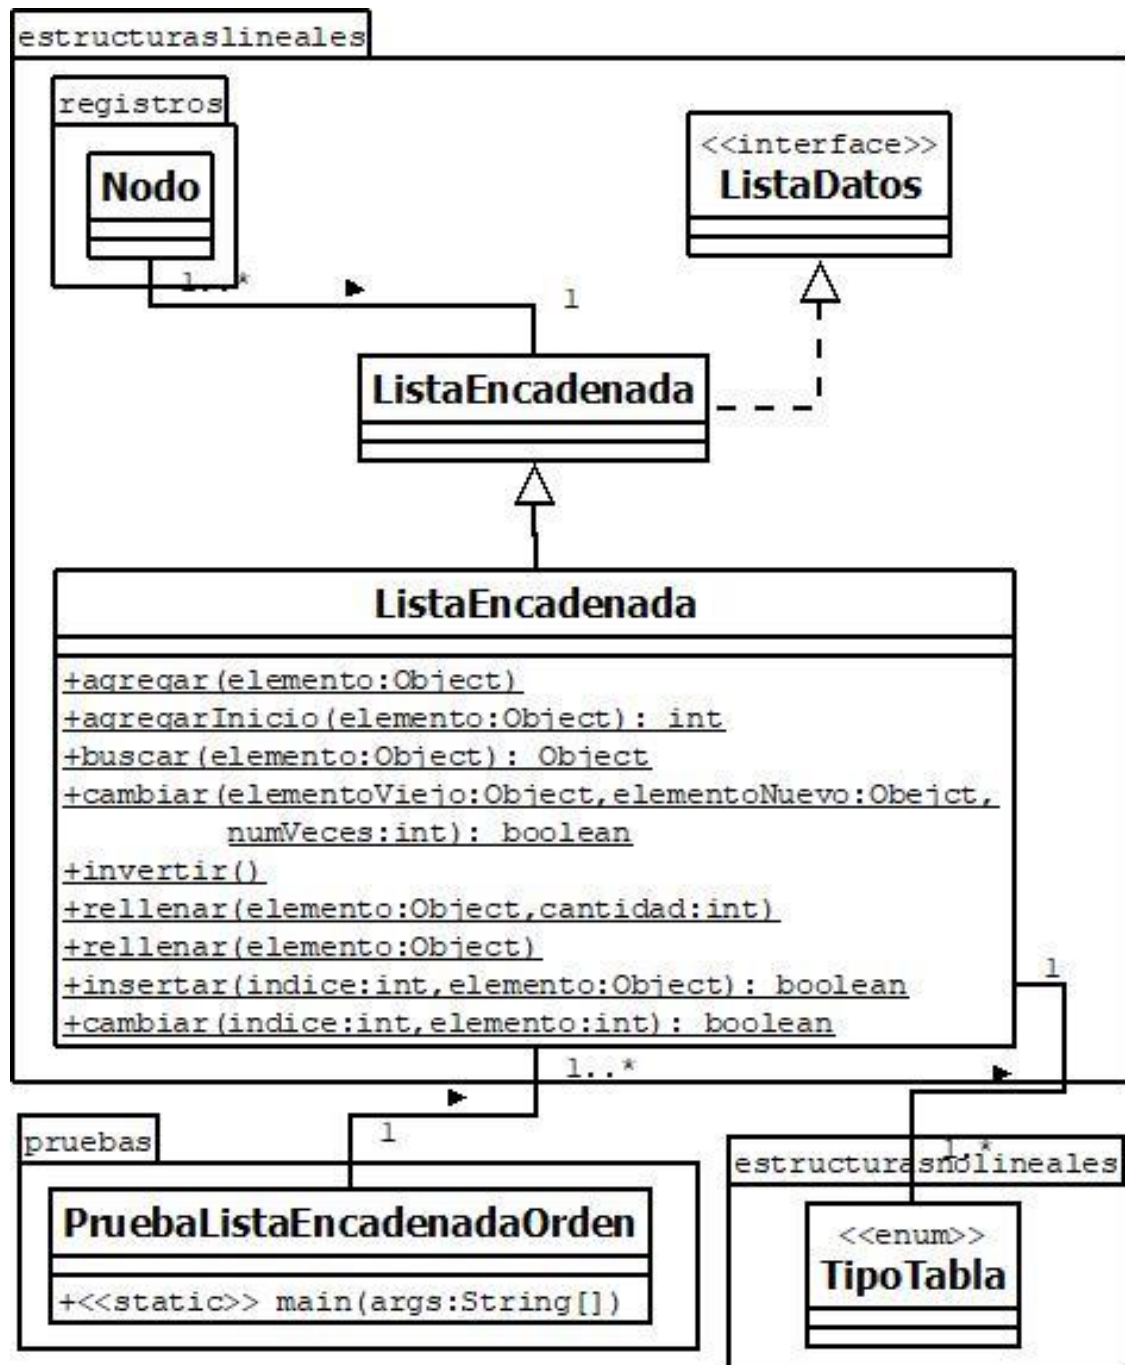 estructuraslineales
registros
Nodo
<<interface>>
ListaDatos
1..*
1
ListaEncadenada
ListaEncadenada
+agregar(elemento:Object)
+agregarInicio(elemento:Object): int
+buscar(elemento:Object): Object
+cambiar(elementoViejo:Object,elementoNuevo:Obejct,
numVeces:int): boolean
+invertir()
+rellenar(elemento:Object,cantidad:int)
+rellenar(elemento:Object)
+insertar(indice:int,elemento:Object): boolean
+cambiar(indice:int,elemento:int): boolean
1
1..*
1
pruebas
PruebaListaEncadenadaOrden
+<<static>> main(args:String[])
1.*
estructurasnolineales
<<enum>>
TipoTabla